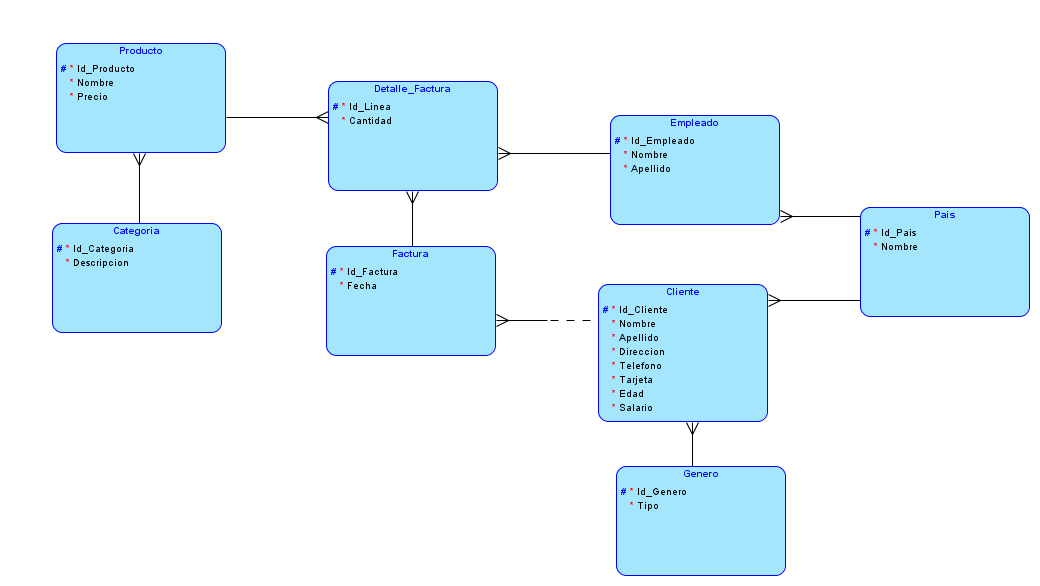 Producto
# * Id_Producto
* Nombre
* Precio
Detalle_Factura
# * Id_Linea
* Cantidad
Empleado
# * Id_Empleado
* Nombre
* Apellido
Pais
# * Id_Pais
* Nombre
Categoria
# * Id_Categoria
* Descripcion
Factura
# * Id_Factura
* Fecha
Cliente
# * Id_Cliente
* Nombre
* Apellido
* Direccion
* Telefono
* Tarjeta
* Edad
* Salario
Genero
# * Id_Genero
* Tipo